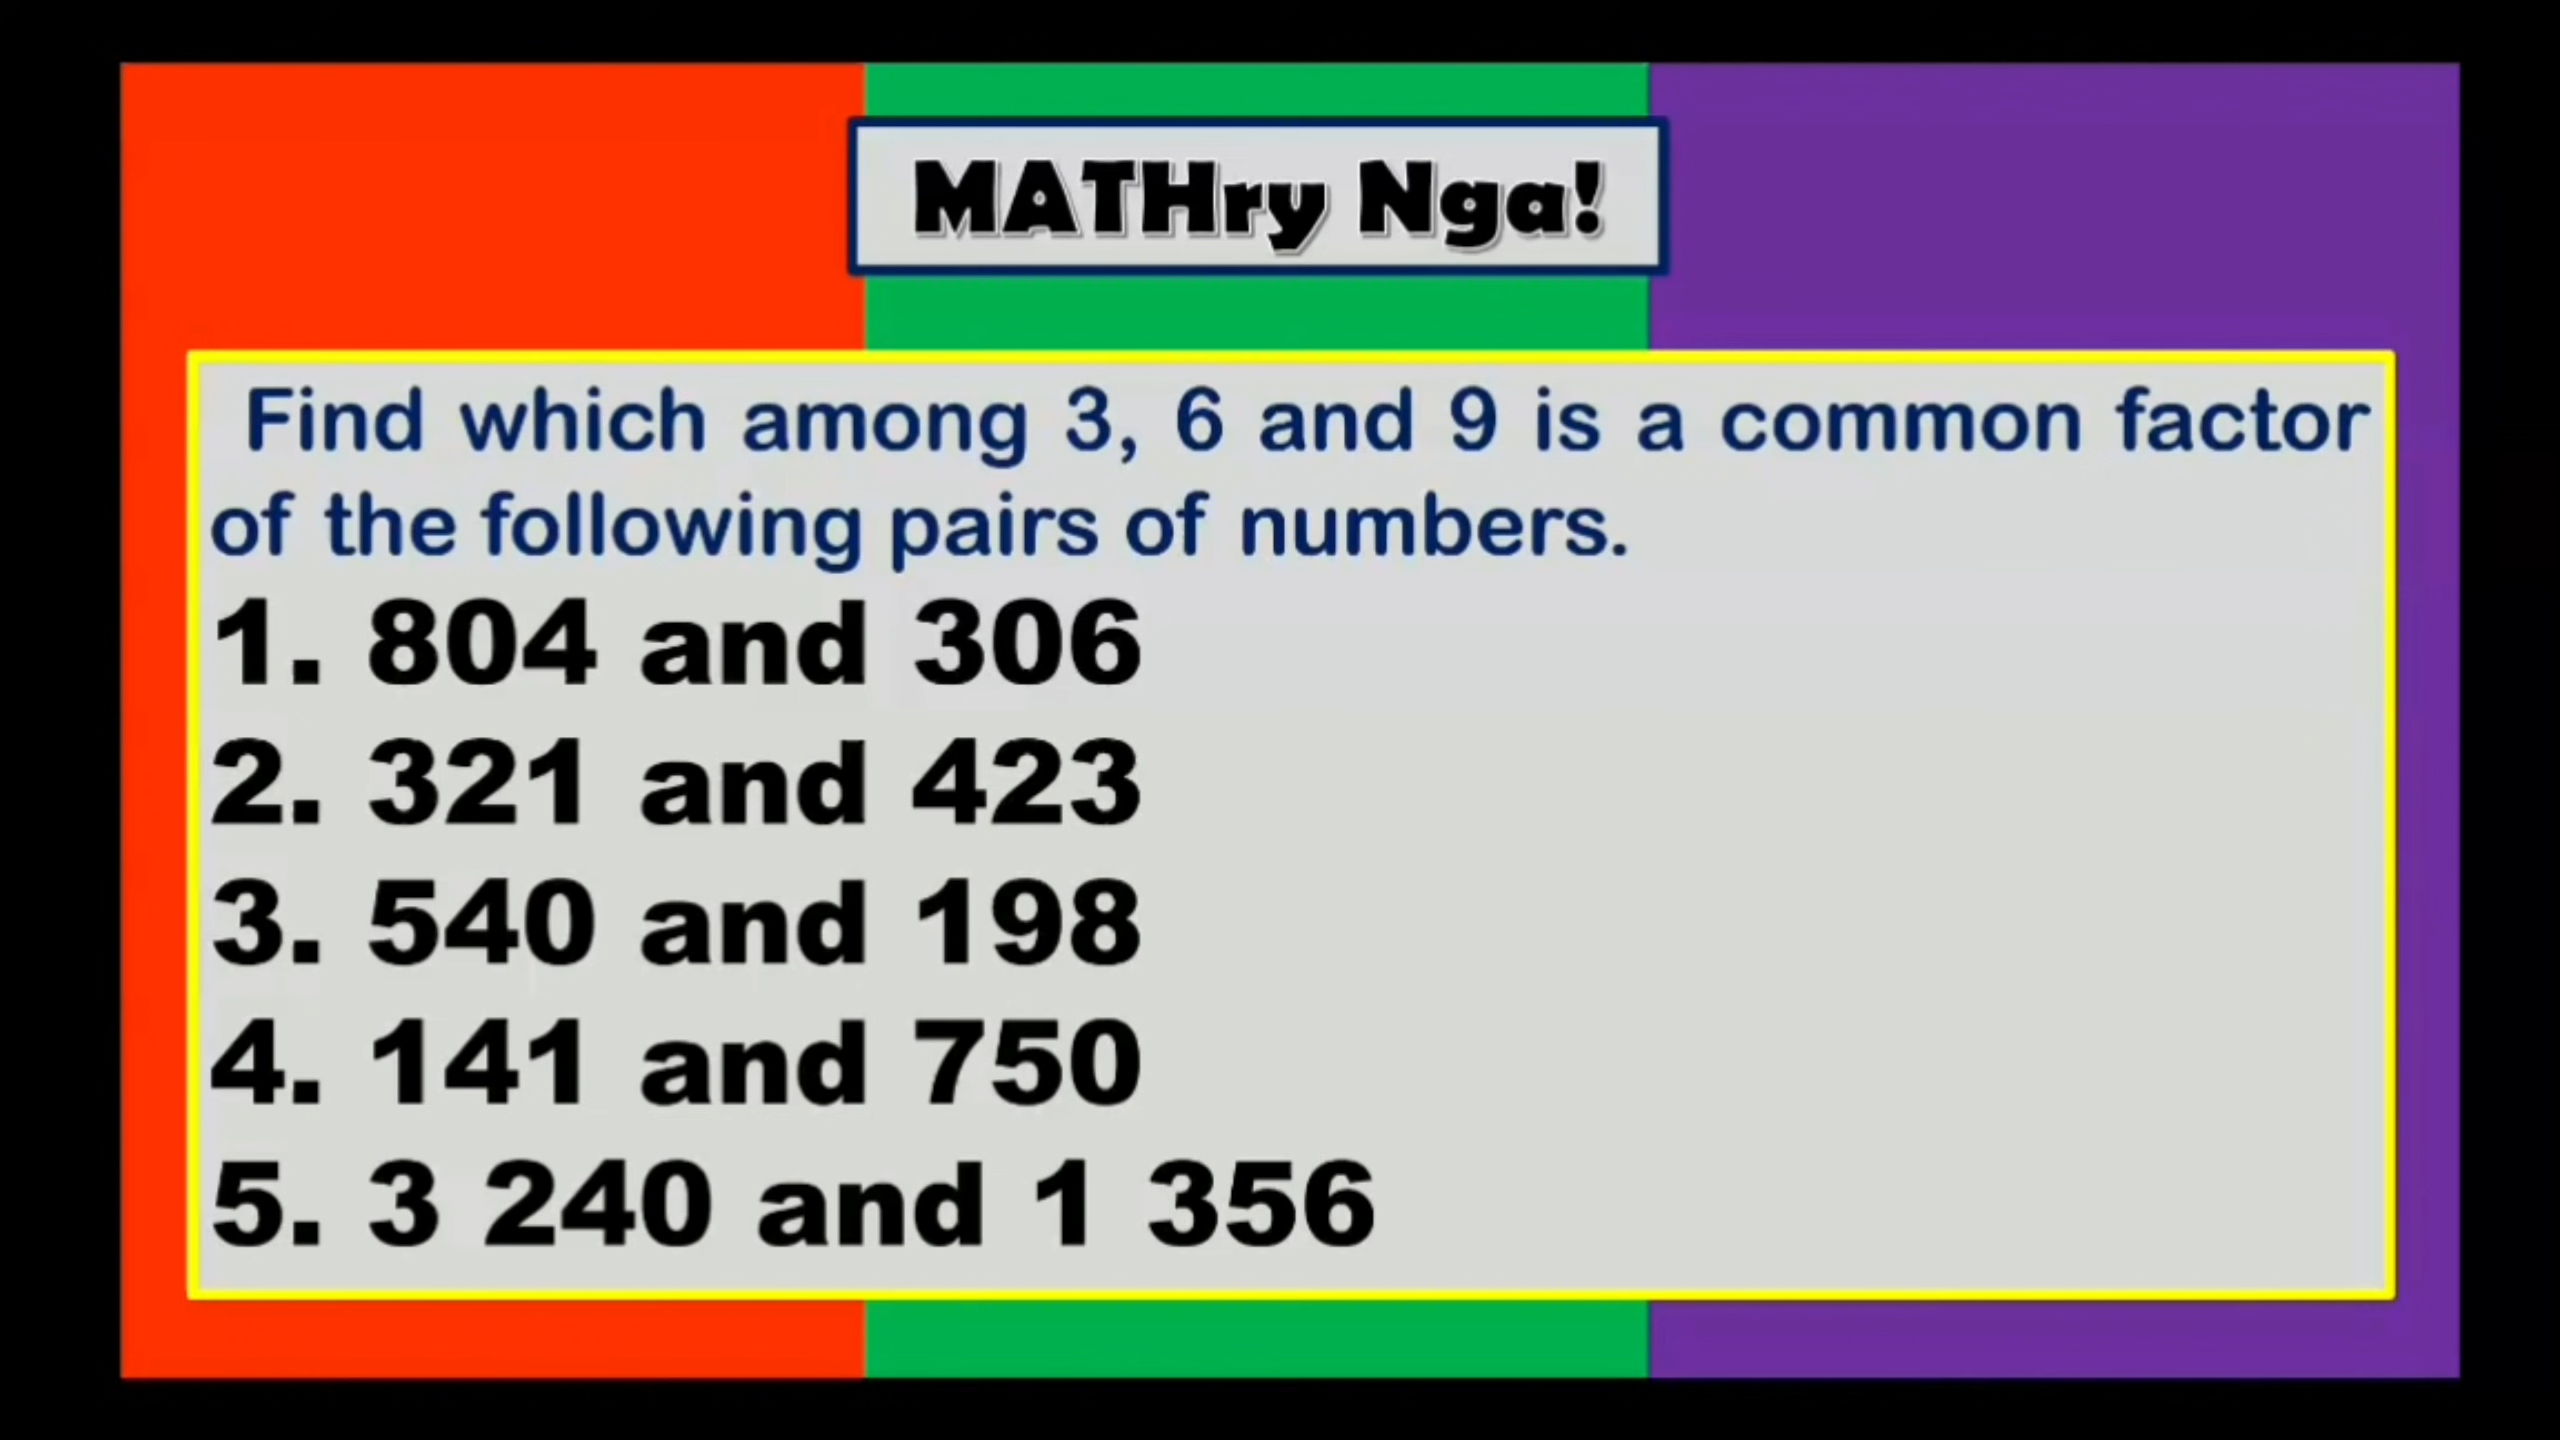 MATHry Nga!
Find which among 3, 6 and 9 is a common factor
of the following pairs of numbers.
1. 804 and 306
2. 321 and 423
3. 540 and 198
4. 141 and 750
5. 3 240 and 1 356